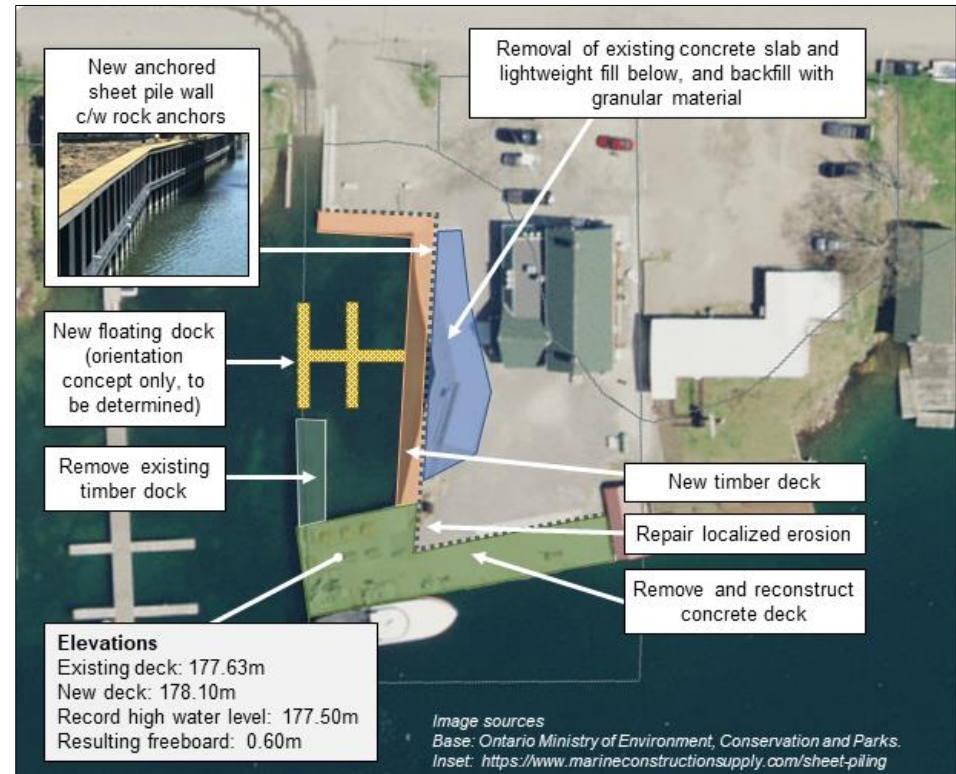 New anchored
sheet pile wall
c/w rock anchors
Removal of existing concrete slab and
lightweight fill below, and backfill with
granular material
New floating dock
(orientation
concept only, to
be determined)
Remove existing
timber dock
New timber deck
Repair localized erosion
Remove and reconstruct
concrete deck
Elevations
Existing deck: 177.63m
New deck: 178.10m
Record high water level: 177.50m
Resulting freeboard: 0.60m
Image sources
Base: Ontario Ministry of Environment, Conservation and Parks.
Inset: https://www.marineconstructionsupply.com/sheet-piling